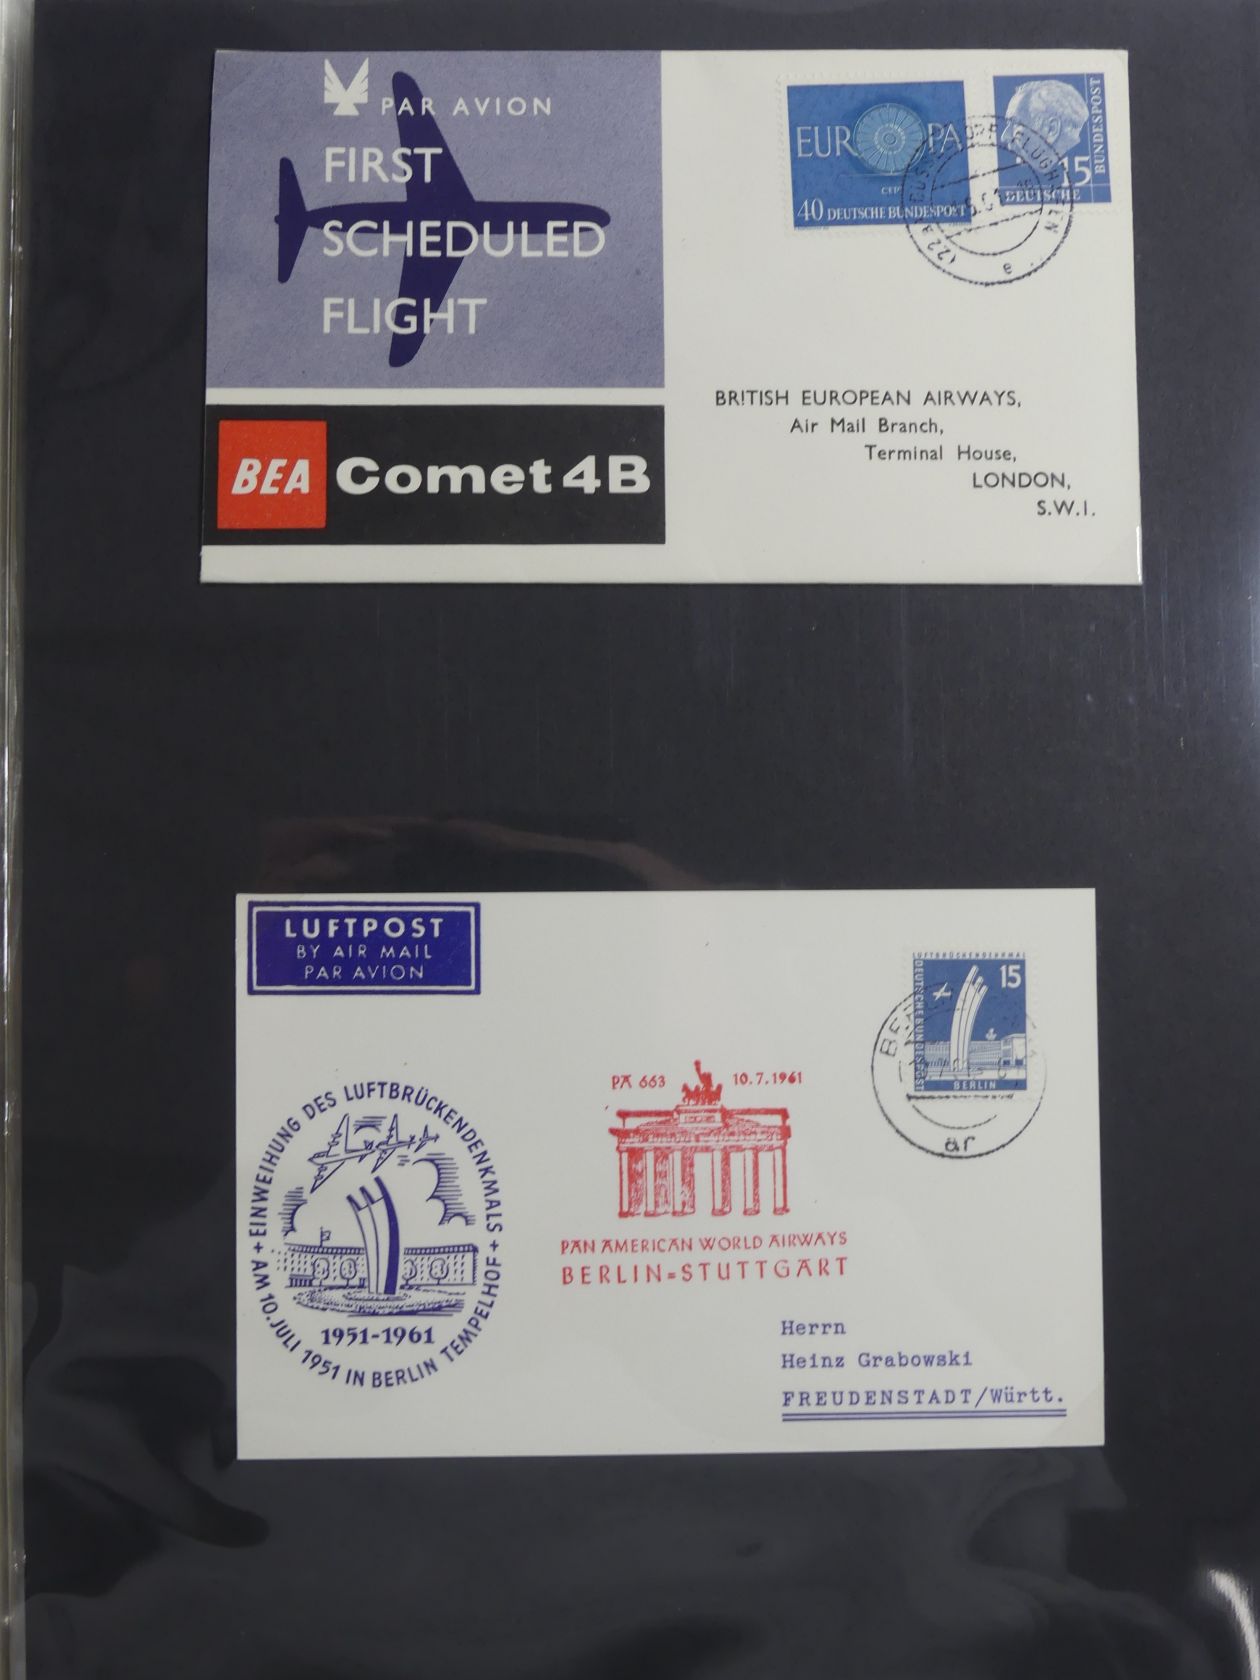 PAR AVION
FIRST
SCHEDULED
FLIGHT
BEA Comet 4B
EUROPA
CEPT
40 DEUTSCHE BUNDESPOST
15
DEUTSCHE
BUNDESPOST
BRITISH EUROPEAN AIRWAYS,
Air Mail Branch,
Terminal House,
LONDON,
S.W.1.
LUFTPOST
BY AIR MAIL
PAR AVION
LUFTBRÜCKENDENKMAL
DEUTSCHE BUNDESPOST
15
BERLIN
ar
PA 663 10.7.1961
PAN AMERICAN WORLD AIRWAYS
BERLIN=STUTTGART
+ EINWEIHUNG DES LUFTBRÜCKENDENKMALS +
AM 10. JULI 1951 IN BERLIN TEMPELHOF
1951-1961
Herrn
Heinz Grabowski
FREUDENSTADT/Württ.